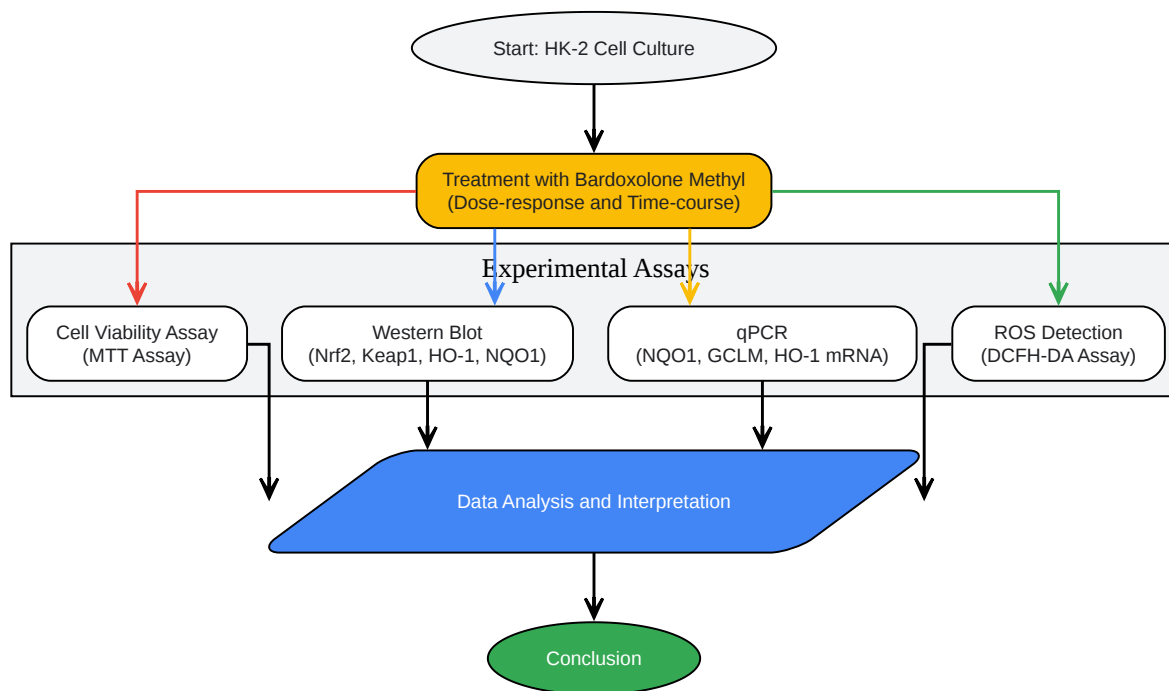 Start: HK-2 Cell Culture
Treatment with Bardoxolone Methyl
(Dose-response and Time-course)
Experimental Assays
Cell Viability Assay
(MTT Assay)
Western Blot
(Nrf2, Keap1, HO-1, NQO1)
qPCR
(NQO1, GCLM, HO-1 mRNA)
ROS Detection
(DCFH-DA Assay)
Data Analysis and Interpretation
Conclusion